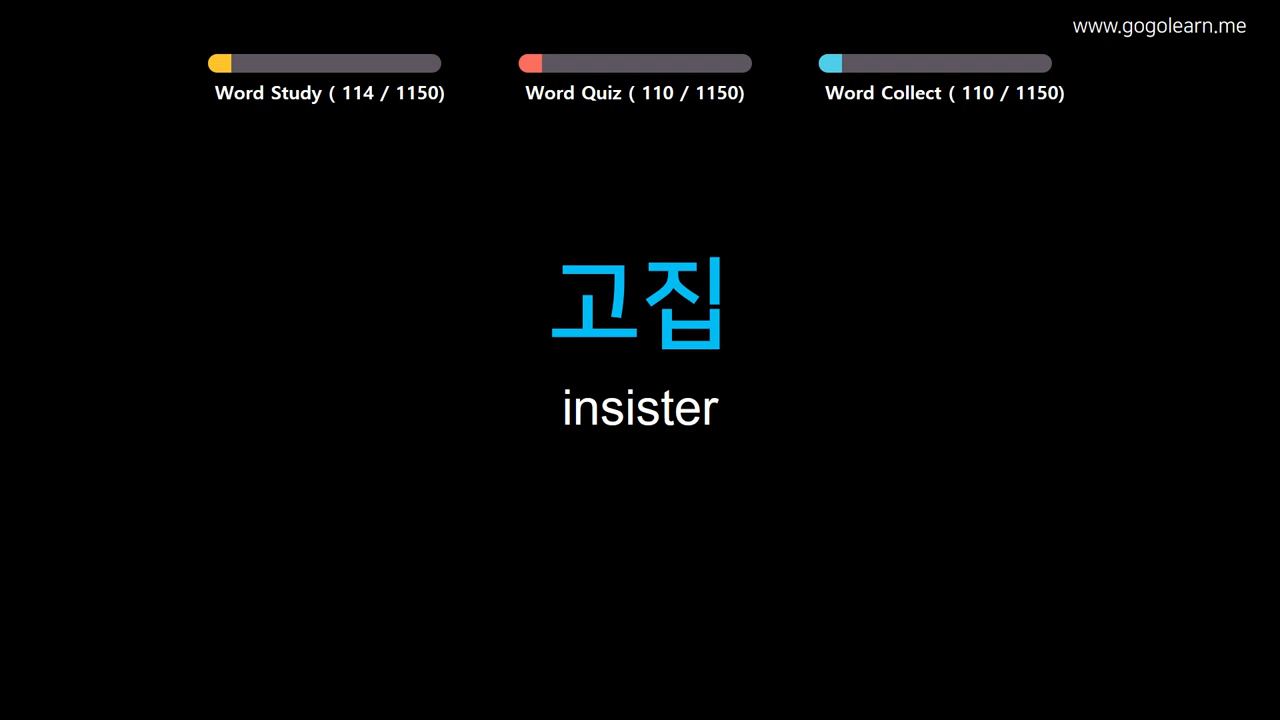 www.gogolearn.me
Word Study ( 114 / 1150)
Word Quiz ( 110 / 1150)
Word Collect ( 110 / 1150)
고집
insister